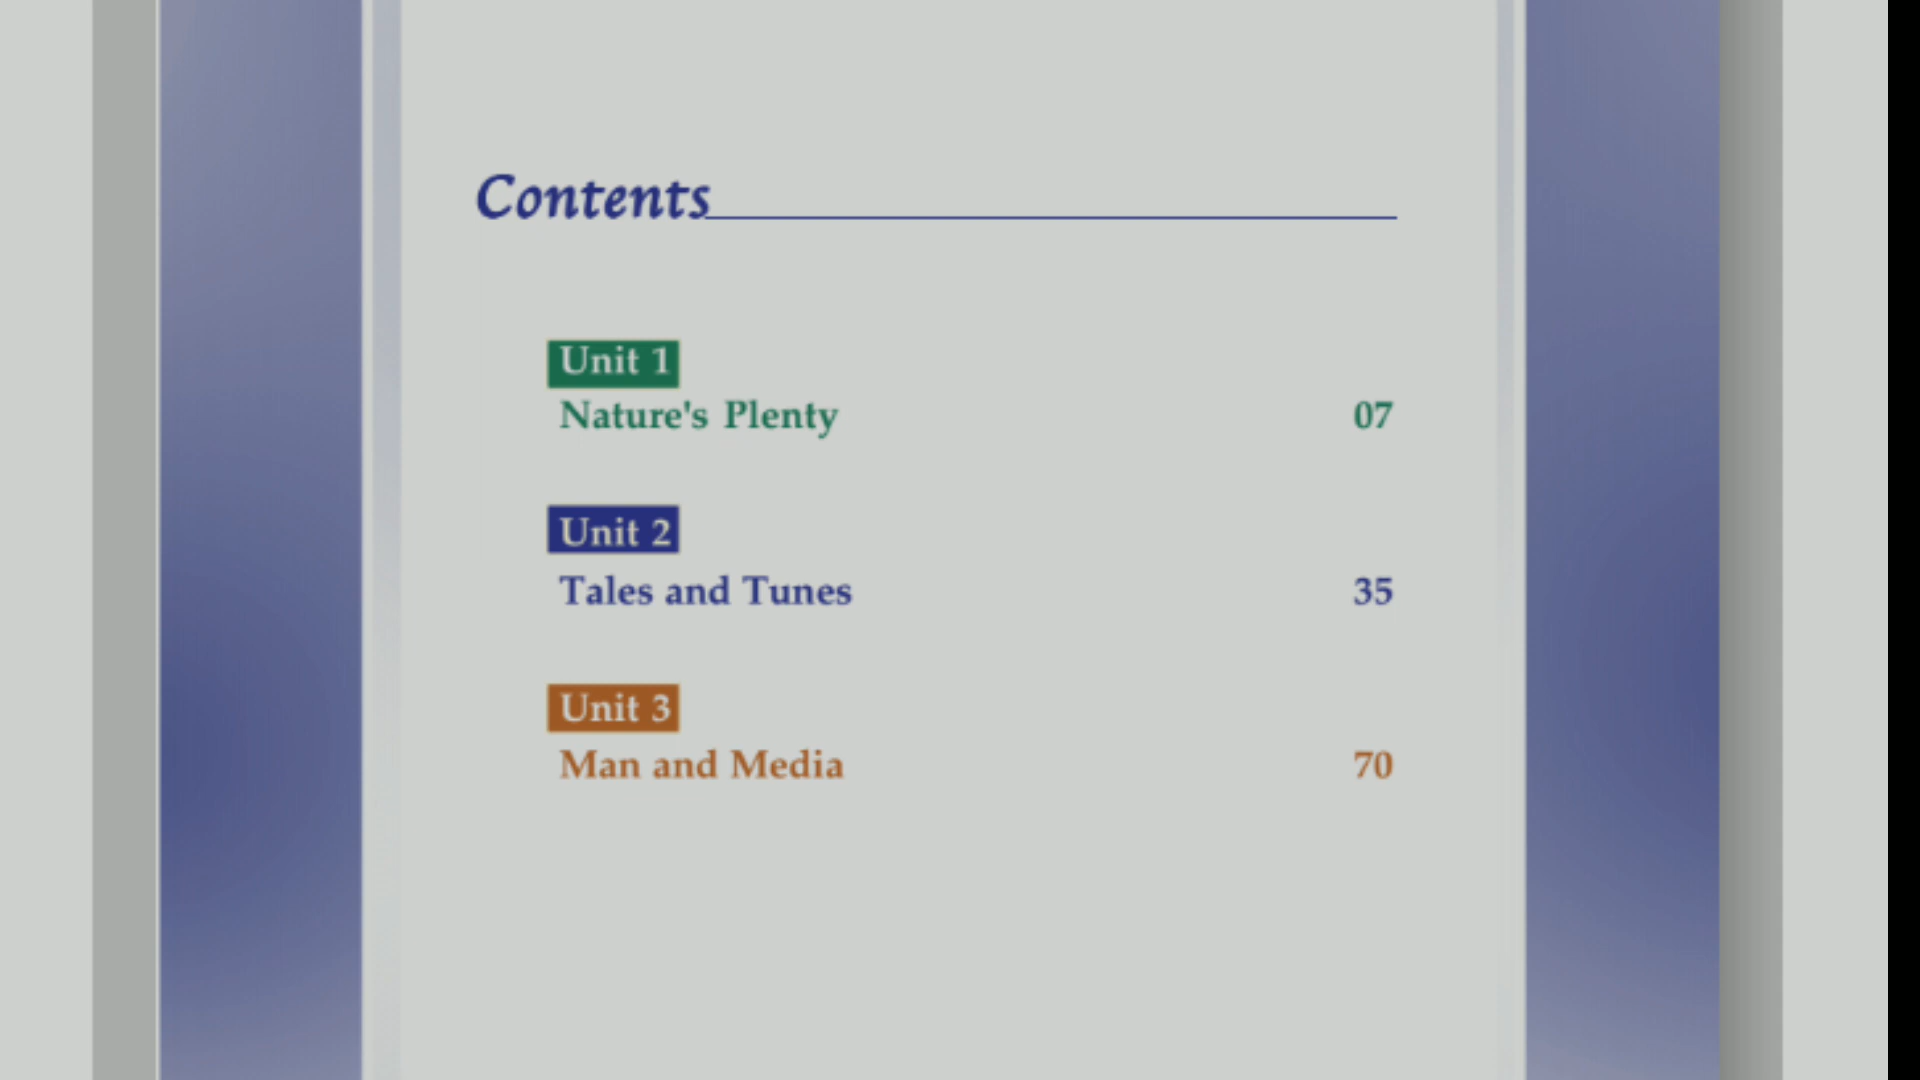 Contents
Unit 1
Nature's Plenty 07
Unit 2
Tales and Tunes 35
Unit 3
Man and Media 70